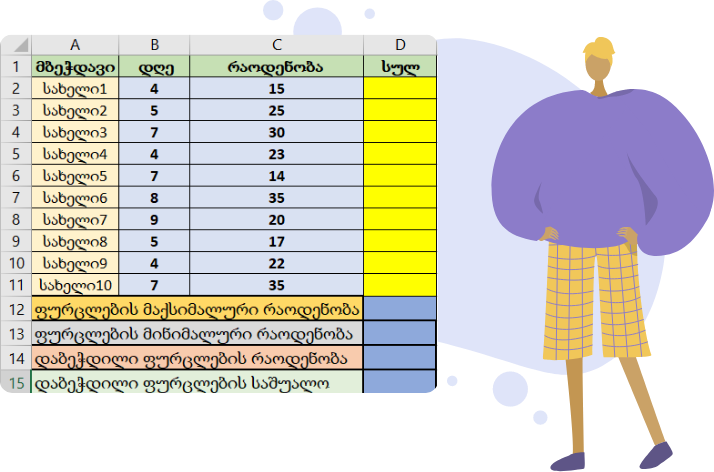 A B C D
1 მბეჭდავი დღე რაოდენობა სულ
2 სახელი1 4 15
3 სახელი2 5 25
4 სახელი3 7 30
5 სახელი4 4 23
6 სახელი5 7 14
7 სახელი6 8 35
8 სახელი7 9 20
9 სახელი8 5 17
10 სახელი9 4 22
11 სახელი10 7 35
12 ფურცლების მაქსიმალური რაოდენობა
13 ფურცლების მინიმალური რაოდენობა
14 დაბეჭდილი ფურცლების რაოდენობა
15 დაბეჭდილი ფურცლების საშუალო